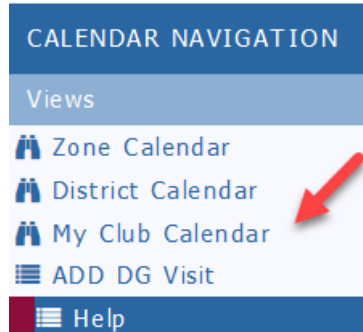 CALENDAR NAVIGATION
Views
Zone Calendar
District Calendar
My Club Calendar
ADD DG Visit
Help